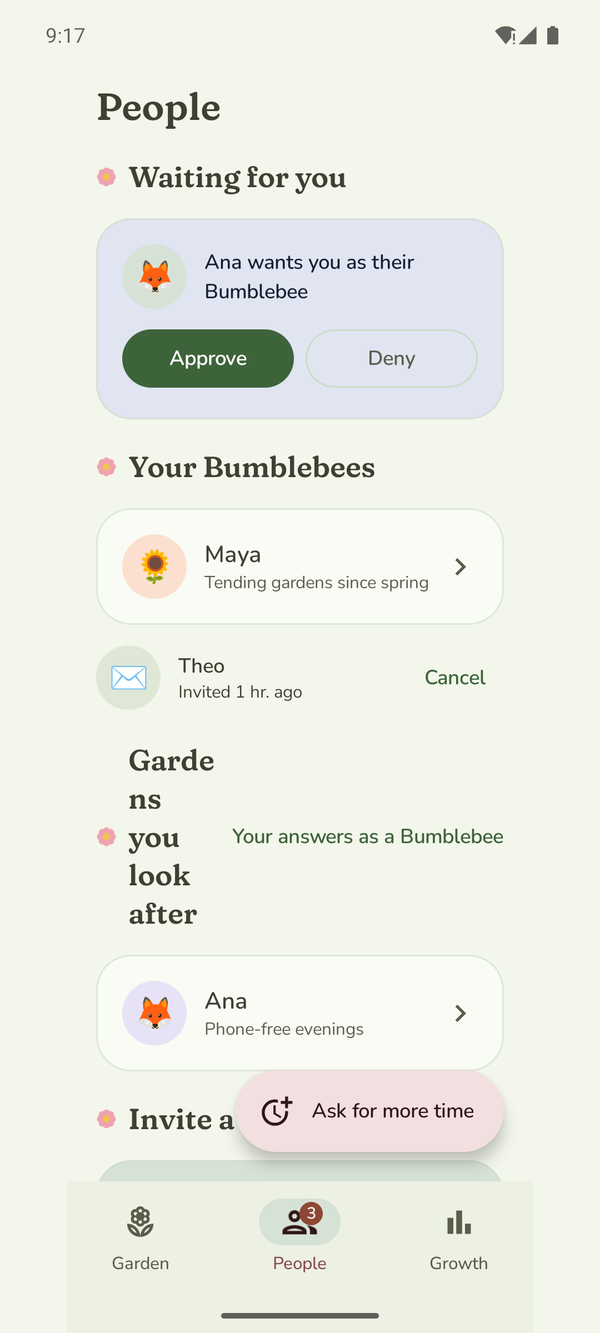 9:17
People
Waiting for you
Ana wants you as their
Bumblebee
Approve
Deny
Your Bumblebees
Maya
Tending gardens since spring
Theo
Invited 1 hr. ago
Cancel
Garde
ns
you
look
after
Your answers as a Bumblebee
Ana
Phone-free evenings
Invite a
Ask for more time
3
Garden
People
Growth